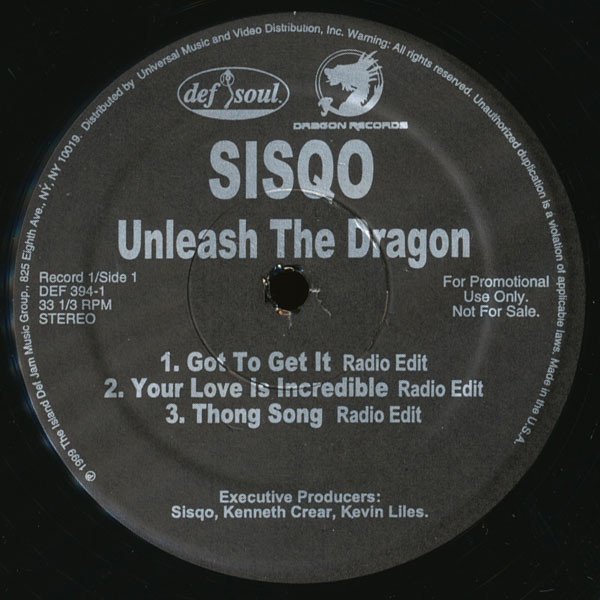 ℗ 1999 The Island Def Jam Music Group. 825 Eighth Ave., NY, NY 10019. Distributed by Universal Music and Video Distribution, Inc. Warning: All rights reserved. Unauthorized duplication is a violation of applicable laws. Made in the U.S.A.
def soul.
DRAGON RECORDS
SISQO
Unleash The Dragon
Record 1/Side 1
DEF 394-1
33 1/3 RPM
STEREO
For Promotional
Use Only.
Not For Sale.
1. Got To Get It Radio Edit
2. Your Love Is Incredible Radio Edit
3. Thong Song Radio Edit
Executive Producers:
Sisqo, Kenneth Crear, Kevin Liles.